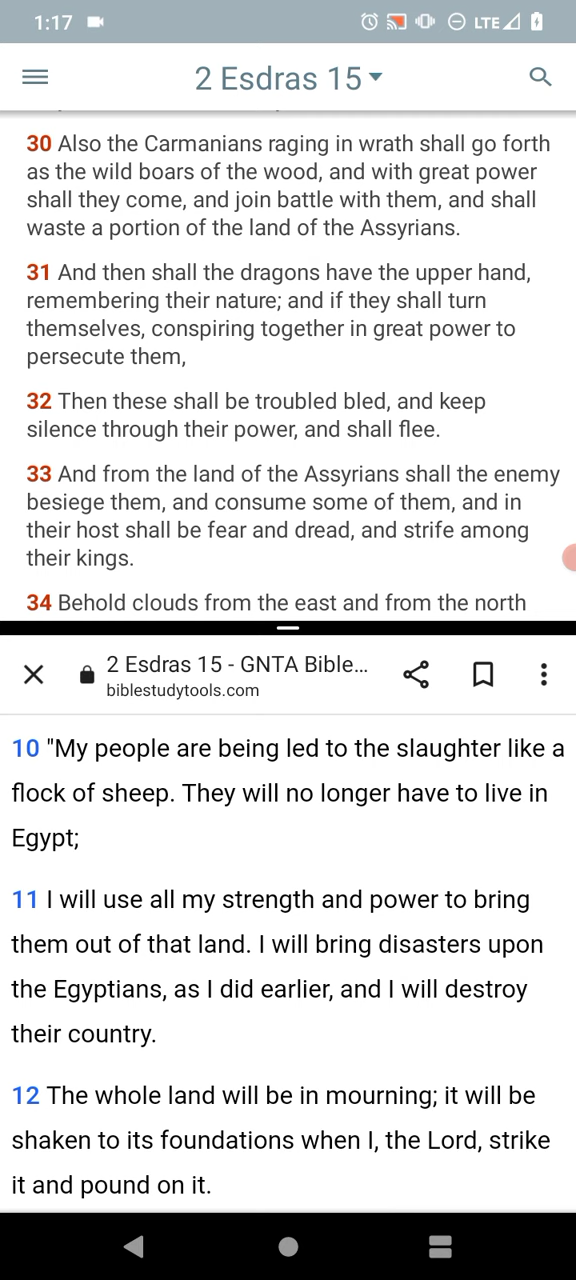 1:17
LTE
2 Esdras 15
30 Also the Carmanians raging in wrath shall go forth
as the wild boars of the wood, and with great power
shall they come, and join battle with them, and shall
waste a portion of the land of the Assyrians.
31 And then shall the dragons have the upper hand,
remembering their nature; and if they shall turn
themselves, conspiring together in great power to
persecute them,
32 Then these shall be troubled bled, and keep
silence through their power, and shall flee.
33 And from the land of the Assyrians shall the enemy
besiege them, and consume some of them, and in
their host shall be fear and dread, and strife among
their kings.
34 Behold clouds from the east and from the north
2 Esdras 15 - GNTA Bible...
biblestudytools.com
10 "My people are being led to the slaughter like a
flock of sheep. They will no longer have to live in
Egypt;
11 I will use all my strength and power to bring
them out of that land. I will bring disasters upon
the Egyptians, as I did earlier, and I will destroy
their country.
12 The whole land will be in mourning; it will be
shaken to its foundations when I, the Lord, strike
it and pound on it.